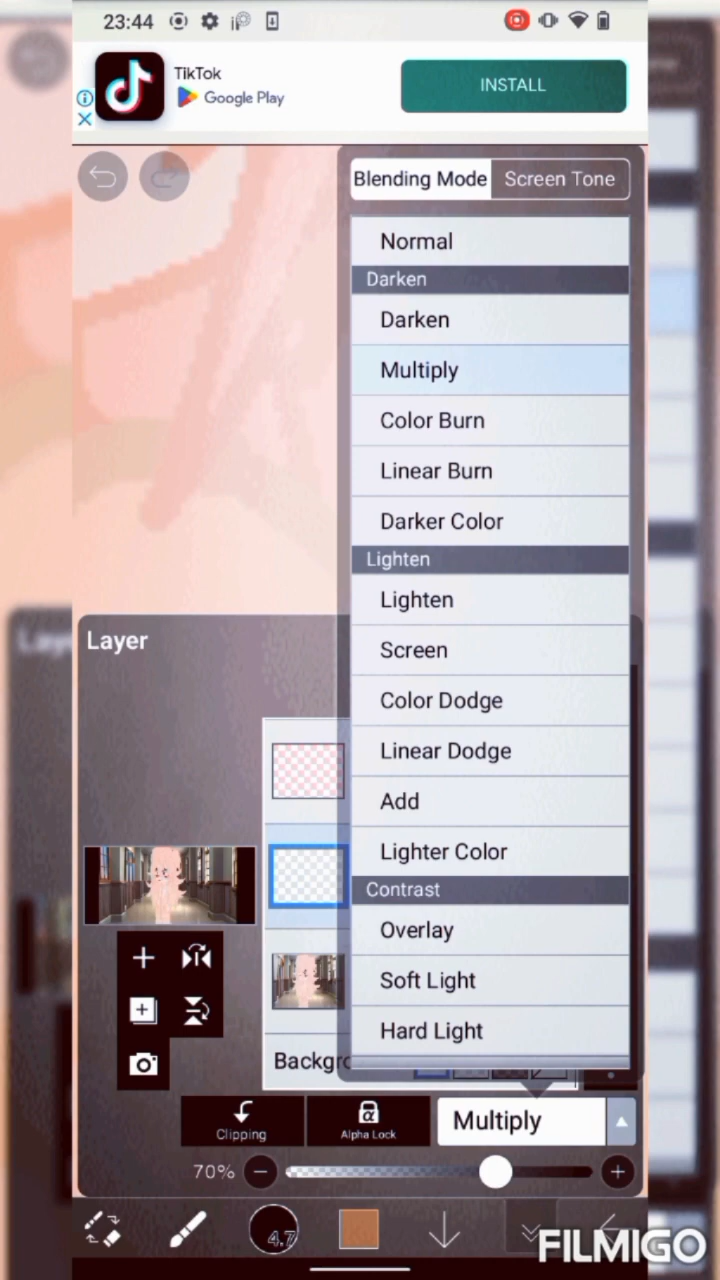 23:44
TikTok
Google Play
INSTALL
Blending Mode
Screen Tone
Normal
Darken
Darken
Multiply
Color Burn
Linear Burn
Darker Color
Lighten
Lighten
Screen
Color Dodge
Linear Dodge
Add
Lighter Color
Contrast
Overlay
Soft Light
Hard Light
Layer
Backgro
Clipping
Alpha Lock
Multiply
70%
4.7
FILMIGO